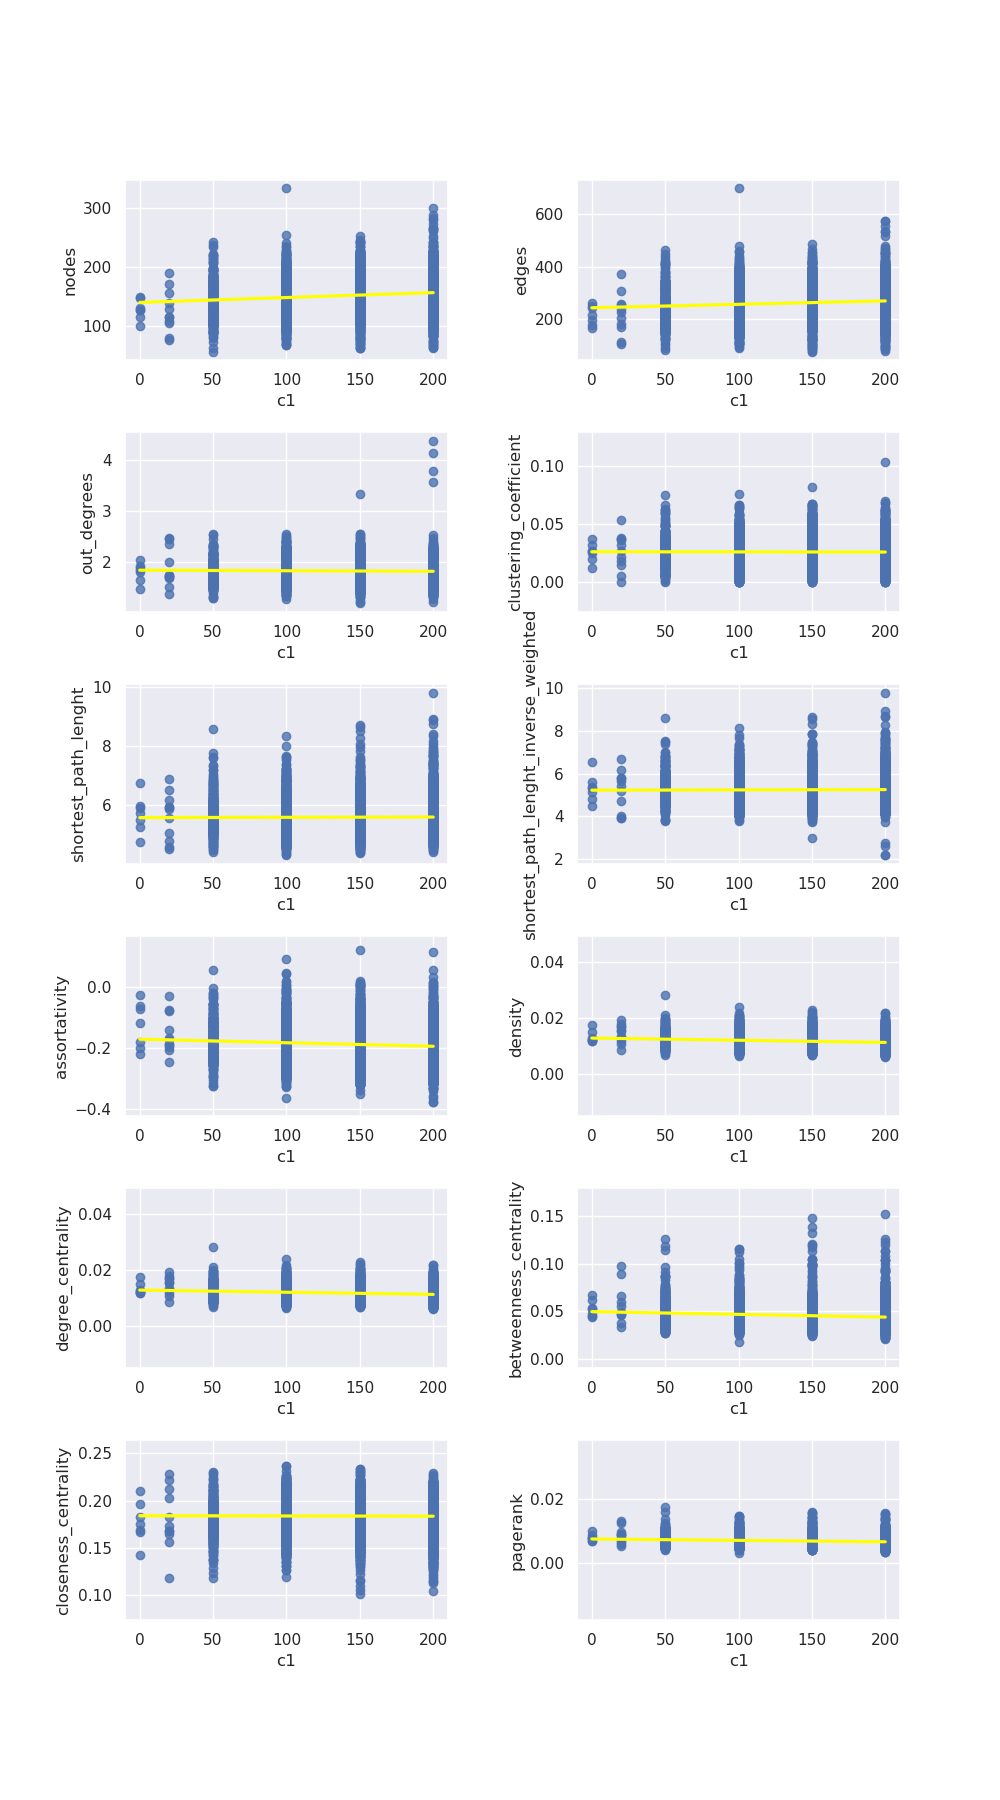 300
200
100
nodes
0 50 100 150 200
c1
600
400
200
edges
0 50 100 150 200
c1
4
2
out_degrees
0 50 100 150 200
c1
0.10
0.05
0.00
clustering_coefficient
0 50 100 150 200
c1
10
8
6
shortest_path_lenght
0 50 100 150 200
c1
10
8
6
4
2
shortest_path_lenght_inverse_weighted
0 50 100 150 200
c1
0.0
−0.2
−0.4
assortativity
0 50 100 150 200
c1
0.04
0.02
0.00
density
0 50 100 150 200
c1
0.04
0.02
0.00
degree_centrality
0 50 100 150 200
c1
0.15
0.10
0.05
0.00
betweenness_centrality
0 50 100 150 200
c1
0.25
0.20
0.15
0.10
closeness_centrality
0 50 100 150 200
c1
0.02
0.00
pagerank
0 50 100 150 200
c1